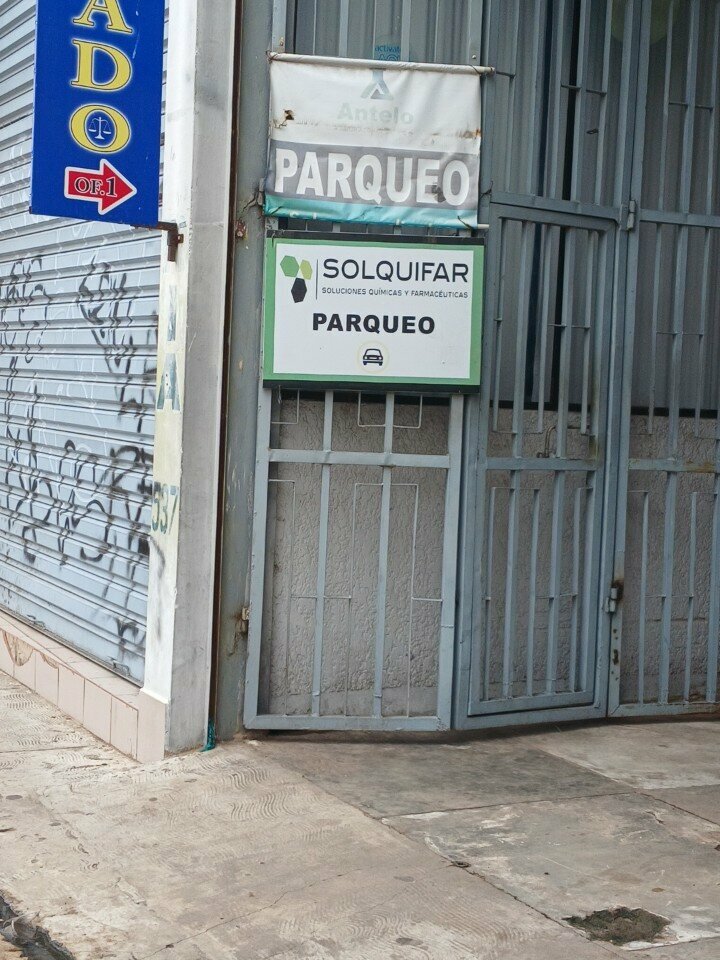 ADO
OF.1
Antelo
PARQUEO
SOLQUIFAR
SOLUCIONES QUÍMICAS Y FARMACÉUTICAS
PARQUEO
537